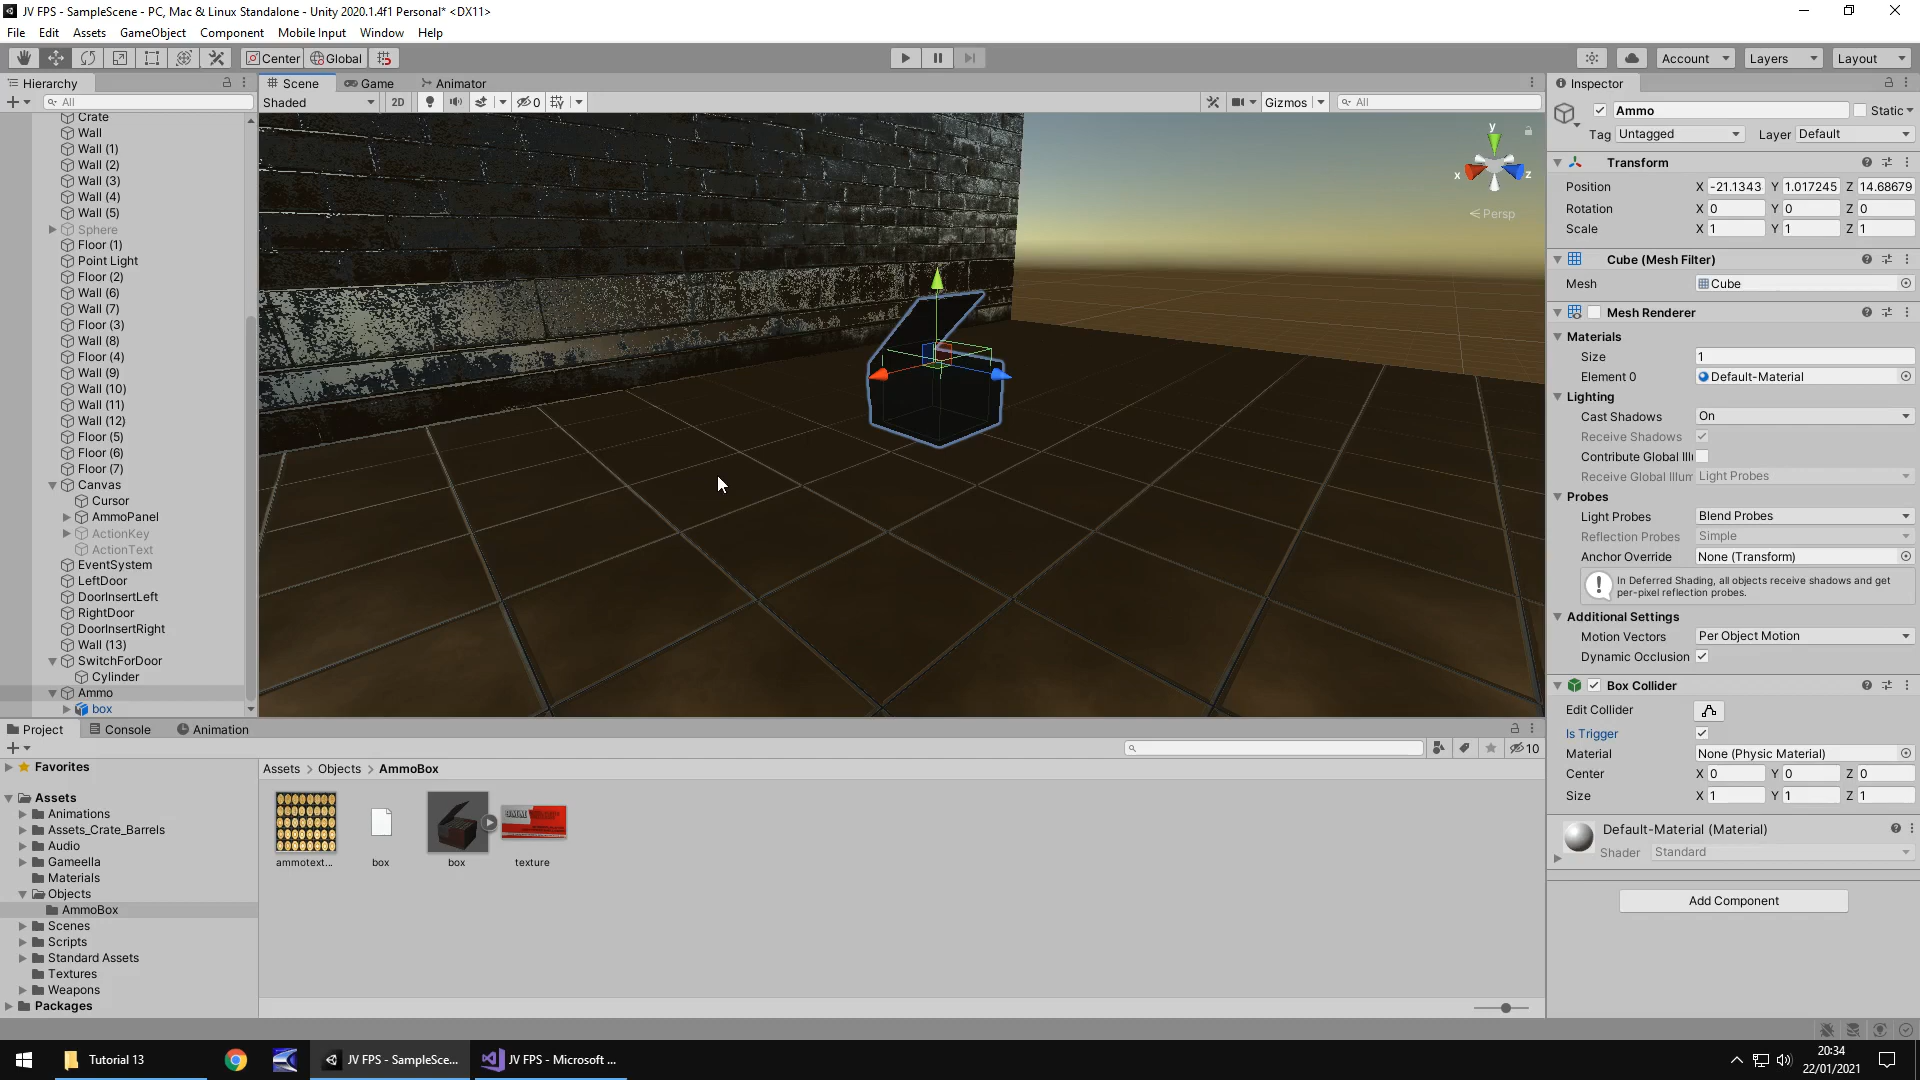 JV FPS - SampleScene - PC, Mac & Linux Standalone - Unity 2020.1.4f1 Personal* <DX11>
File Edit Assets GameObject Component Mobile Input Window Help
Center Global Account Layers Layout
Hierarchy
All
Crate
Wall
Wall (1)
Wall (2)
Wall (3)
Wall (4)
Wall (5)
Sphere
Floor (1)
Point Light
Floor (2)
Wall (6)
Wall (7)
Floor (3)
Wall (8)
Floor (4)
Wall (9)
Wall (10)
Wall (11)
Wall (12)
Floor (5)
Floor (6)
Floor (7)
Canvas
Cursor
AmmoPanel
ActionKey
ActionText
EventSystem
LeftDoor
DoorInsertLeft
RightDoor
DoorInsertRight
Wall (13)
SwitchForDoor
Cylinder
Ammo
box
Scene Game Animator
Shaded 2D 0 Gizmos All
y
x z
Persp
Inspector
Ammo Static
Tag Untagged Layer Default
Transform
Position X -21.1343 Y 1.017245 Z 14.68679
Rotation X 0 Y 0 Z 0
Scale X 1 Y 1 Z 1
Cube (Mesh Filter)
Mesh Cube
Mesh Renderer
Materials
Size 1
Element 0 Default-Material
Lighting
Cast Shadows On
Receive Shadows
Contribute Global Illu
Receive Global Illum Light Probes
Probes
Light Probes Blend Probes
Reflection Probes Simple
Anchor Override None (Transform)
In Deferred Shading, all objects receive shadows and get
per-pixel reflection probes.
Additional Settings
Motion Vectors Per Object Motion
Dynamic Occlusion
Box Collider
Edit Collider
Is Trigger
Material None (Physic Material)
Center X 0 Y 0 Z 0
Size X 1 Y 1 Z 1
Default-Material (Material)
Shader Standard
Add Component
Project Console Animation
10
Favorites
Assets
Animations
Assets_Crate_Barrels
Audio
Gameella
Materials
Objects
AmmoBox
Scenes
Scripts
Standard Assets
Textures
Weapons
Packages
Assets > Objects > AmmoBox
ammotext... box box texture
Tutorial 13
JV FPS - SampleSce...
JV FPS - Microsoft ...
20:34
22/01/2021